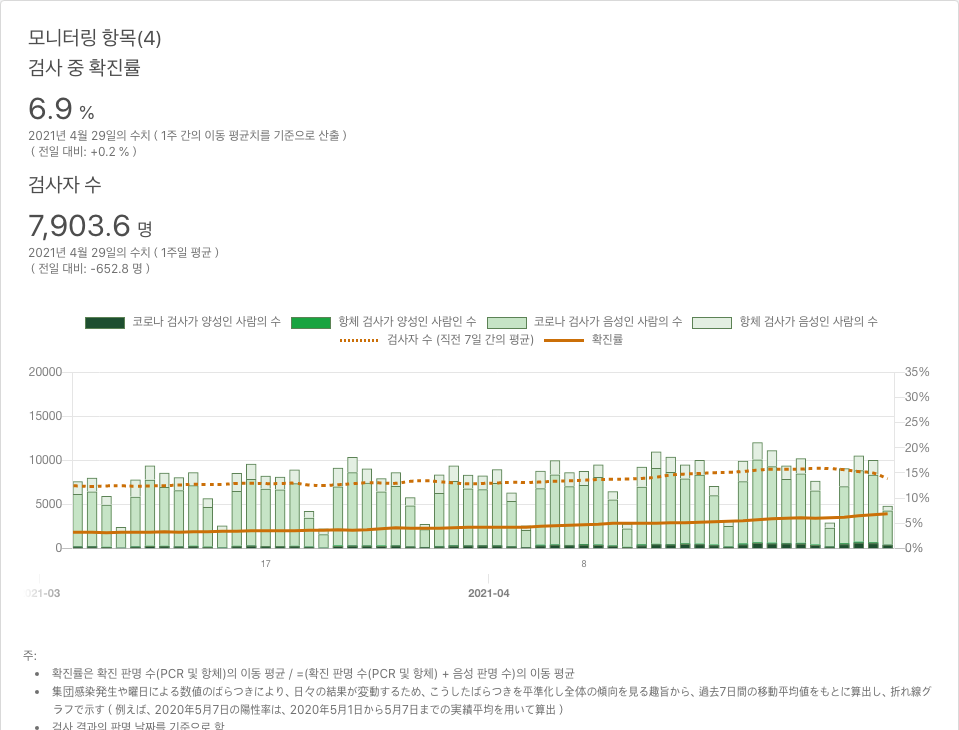 모니터링 항목(4)
검사 중 확진률
6.9 %
2021년 4월 29일의 수치 ( 1주 간의 이동 평균치를 기준으로 산출 )
( 전일 대비: +0.2 % )
검사자 수
7,903.6 명
2021년 4월 29일의 수치 ( 1주일 평균 )
( 전일 대비: -652.8 명 )
코로나 검사가 양성인 사람의 수 항체 검사가 양성인 사람인 수 코로나 검사가 음성인 사람의 수 항체 검사가 음성인 사람의 수
검사자 수 (직전 7일 간의 평균) 확진률
20000 35%
30%
15000 25%
20%
10000 15%
5000 10%
5%
0 0%
17 8
021-03 2021-04
주:
• 확진률은 확진 판명 수(PCR 및 항체)의 이동 평균 / =(확진 판명 수(PCR 및 항체) + 음성 판명 수)의 이동 평균
• 集団感染発生や曜日による数値のばらつきにより、日々の結果が変動するため、こうしたばらつきを平準化し全体の傾向を見る趣旨から、過去7日間の移動平均値をもとに算出し、折れ線グ
ラフで示す ( 例えば、2020年5月7日の陽性率は、2020年5月1日から5月7日までの実績平均を用いて算出 )
• 검사 결과의 판명 날짜를 기준으로 함